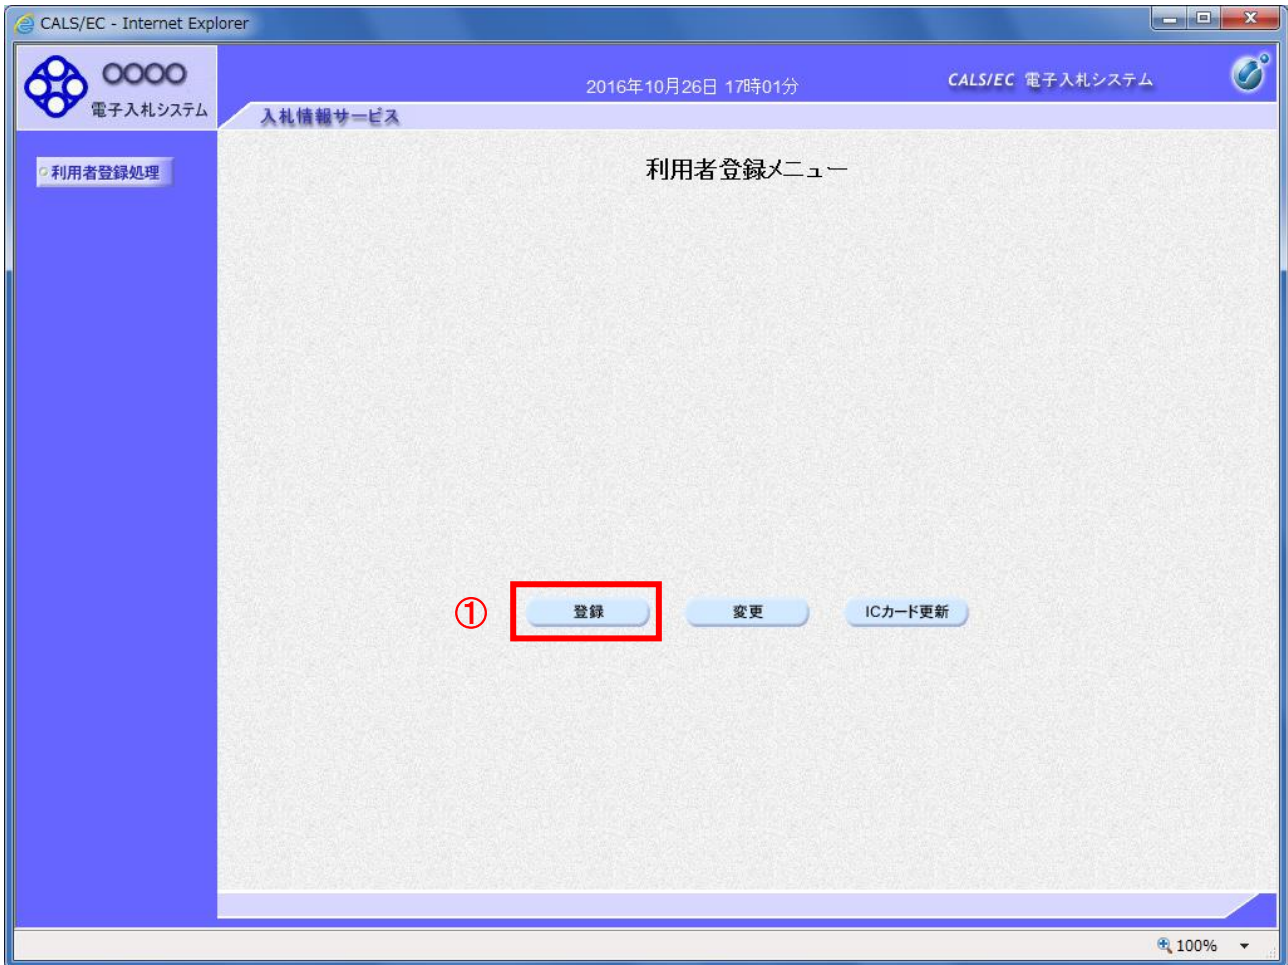 CALS/EC - Internet Explorer
○○○○
電子入札システム
2016年10月26日 17時01分
CALS/EC 電子入札システム
入札情報サービス
利用者登録処理
利用者登録メニュー
① 登録 変更 ICカード更新
100%